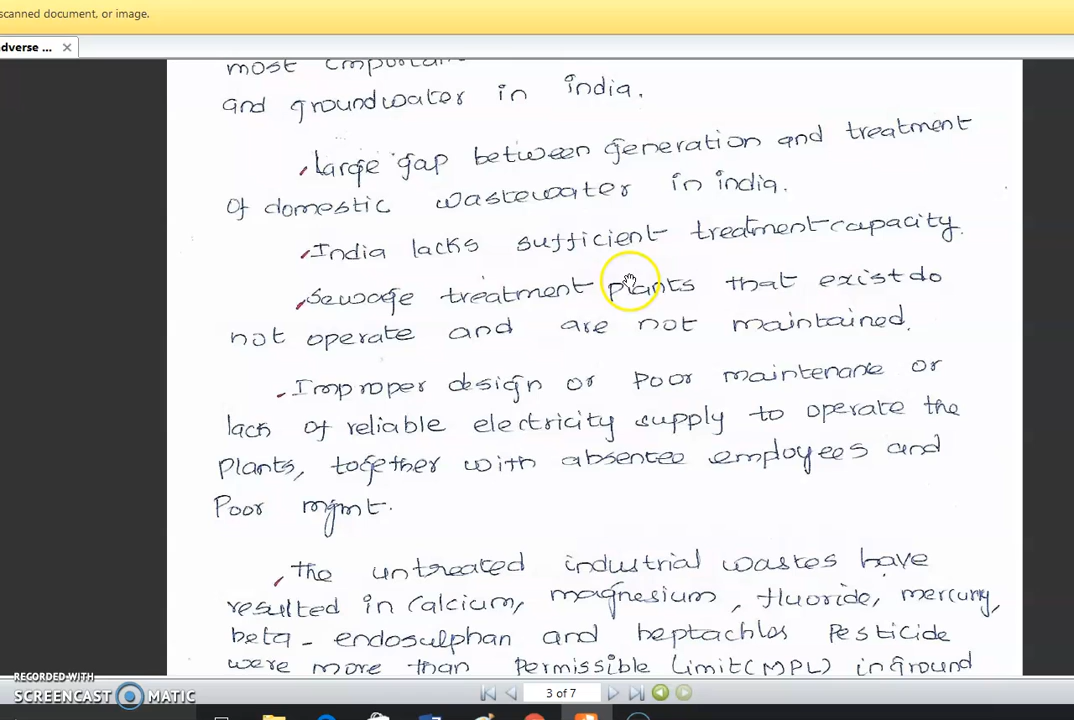 scanned document, or image.
dverse ...
most
and groundwater in india.
large gap between generation and treatment
of domestic wastewater in india.
India lacks sufficient treatment capacity.
Sewage treatment plants that exist do
not operate and are not maintained.
Improper design or poor maintenane or
lack of reliable electricity supply to operate the
plants, together with absentee employees and
Poor mgmt.
The untreated industrial wastes have
resulted in Calcium, magnesium, fluoride, mercury,
beta-endosulphan and heptachlos Pesticide
were more than Permissible Limit (MPL) in ground
RECORDED WITH
SCREENCAST MATIC
3 of 7